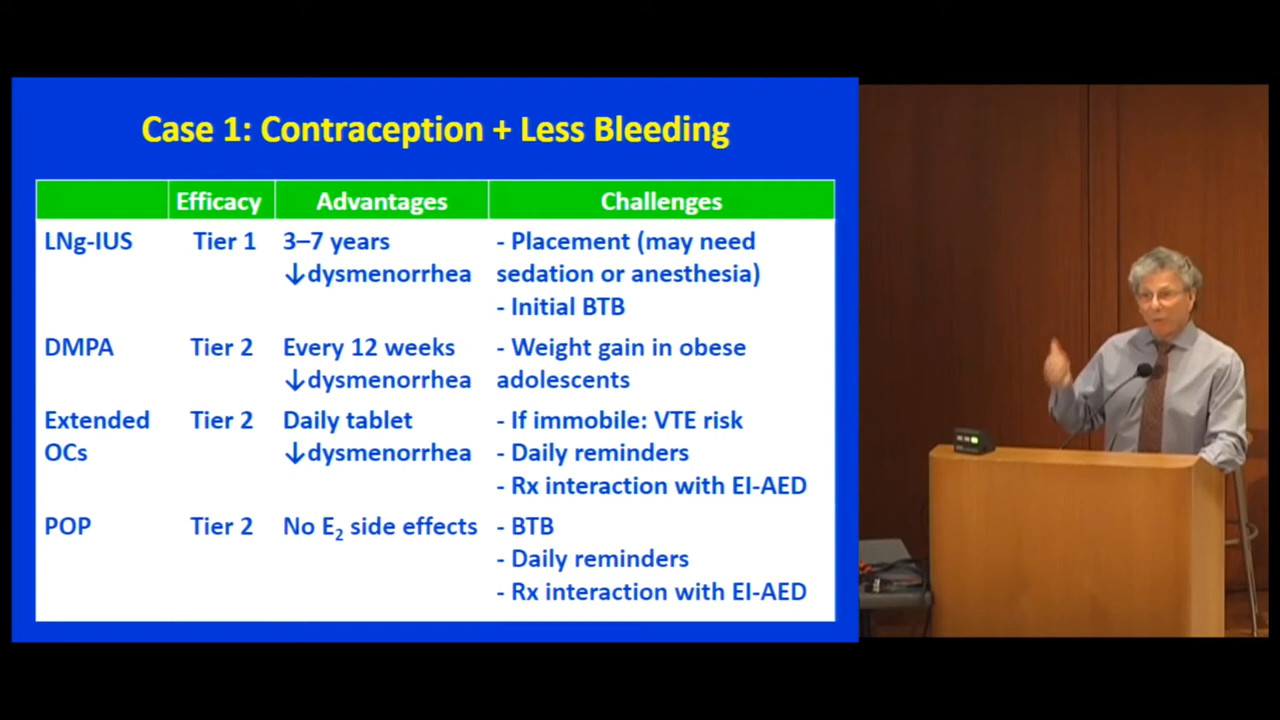 Case 1: Contraception + Less Bleeding
Efficacy Advantages Challenges
LNg-IUS Tier 1 3–7 years - Placement (may need
↓dysmenorrhea sedation or anesthesia)
- Initial BTB
DMPA Tier 2 Every 12 weeks - Weight gain in obese
↓dysmenorrhea adolescents
Extended Tier 2 Daily tablet - If immobile: VTE risk
OCs ↓dysmenorrhea - Daily reminders
- Rx interaction with EI-AED
POP Tier 2 No E₂ side effects - BTB
- Daily reminders
- Rx interaction with EI-AED